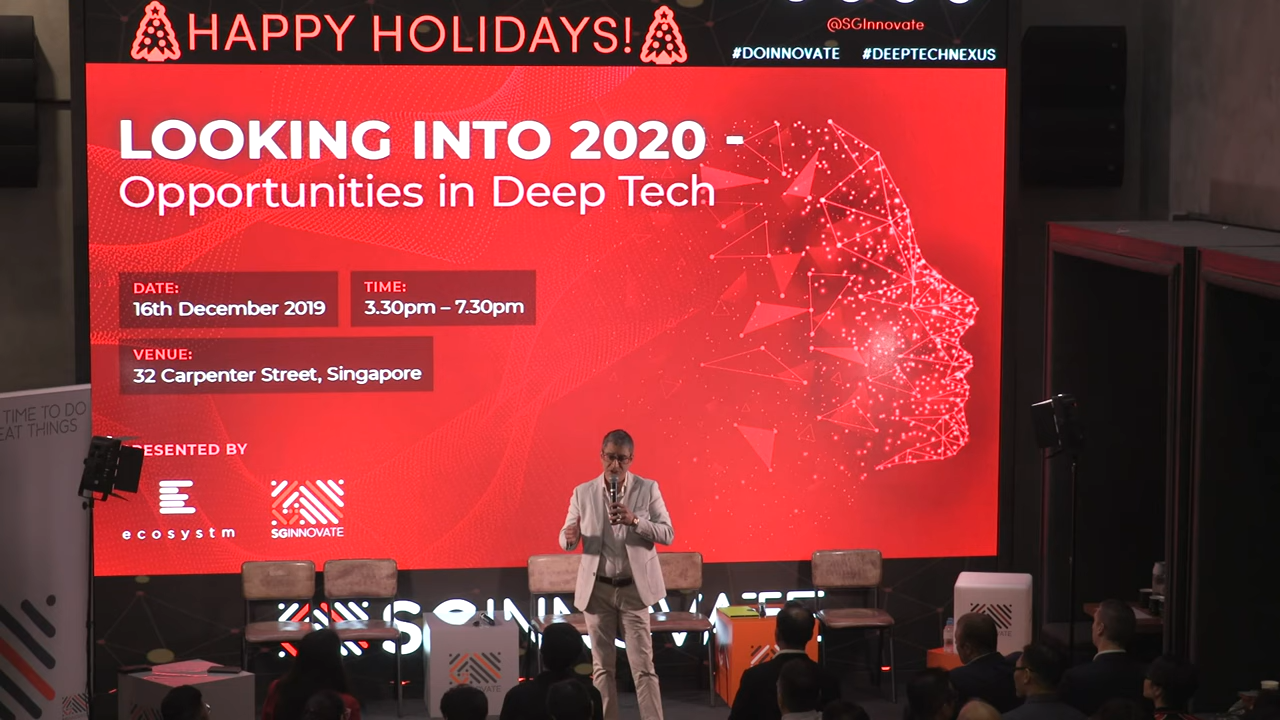 HAPPY HOLIDAYS!
@SGInnovate
#DOINNOVATE #DEEPTECHNEXUS
LOOKING INTO 2020 -
Opportunities in Deep Tech
DATE:
16th December 2019
TIME:
3.30pm – 7.30pm
VENUE:
32 Carpenter Street, Singapore
ESENTED BY
ecosystm
SGINNOVATE
TIME TO DO
EAT THINGS